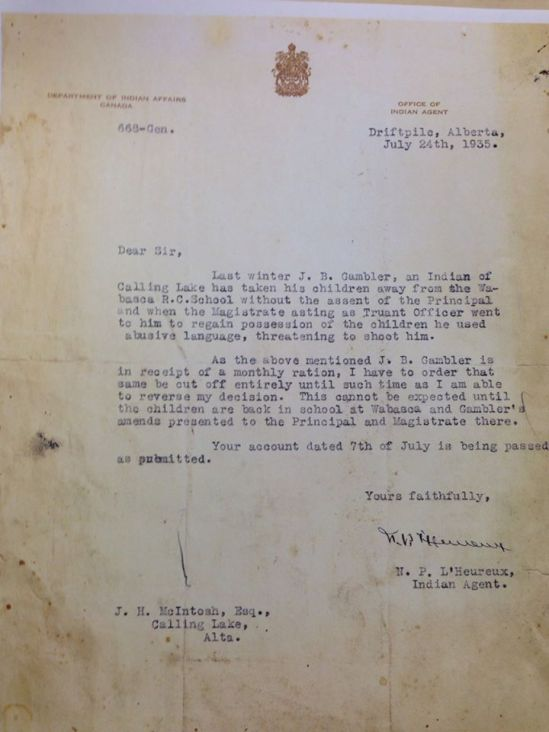 DEPARTMENT OF INDIAN AFFAIRS
CANADA
OFFICE OF
INDIAN AGENT
668-Gen.
Driftpile, Alberta,
July 24th, 1935.
Dear Sir,
Last winter J. B. Gambler, an Indian of
Calling Lake has taken his children away from the Wa-
basca R.C.School without the assent of the Principal
and when the Magistrate acting as Truant Officer went
to him to regain possession of the children he used
abusive language, threatening to shoot him.
As the above mentioned J. B. Gambler is
in receipt of a monthly ration, I have to order that
same be cut off entirely until such time as I am able
to reverse my decision. This cannot be expected until
the children are back in school at Wabasca and Gambler's
amends presented to the Principal and Magistrate there.
Your account dated 7th of July is being passed
as submitted.
Yours faithfully,
N. P. L'Heureux
N. P. L'Heureux,
Indian Agent.
J. H. McIntosh, Esq.,
Calling Lake,
Alta.